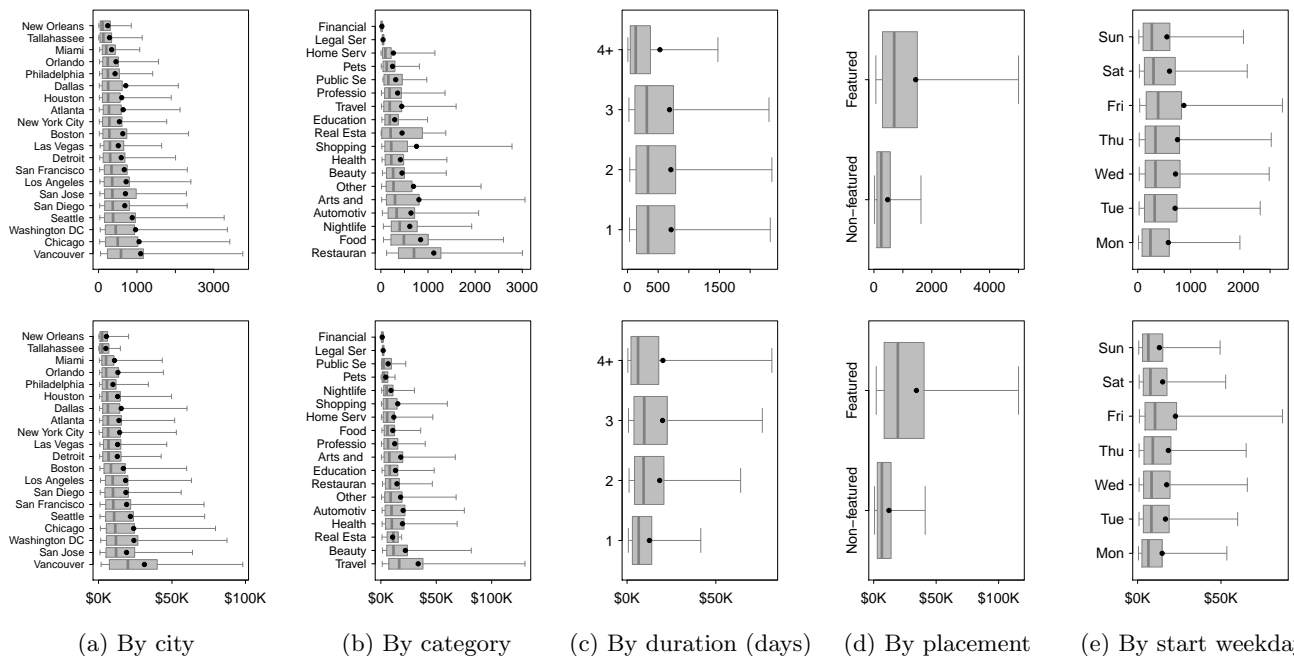 New Orleans
Tallahassee
Miami
Orlando
Philadelphia
Dallas
Houston
Atlanta
New York City
Boston
Las Vegas
Detroit
San Francisco
Los Angeles
San Jose
San Diego
Seattle
Washington DC
Chicago
Vancouver
0 1000 3000
Financial
Legal Ser
Home Serv
Pets
Public Se
Professio
Travel
Education
Real Esta
Shopping
Health
Beauty
Other
Arts and
Automotiv
Nightlife
Food
Restauran
0 1000 2000 3000
4+
3
2
1
0 500 1500
Featured
Non-featured
0 2000 4000
Sun
Sat
Fri
Thu
Wed
Tue
Mon
0 1000 2000
New Orleans
Tallahassee
Miami
Orlando
Philadelphia
Houston
Dallas
Atlanta
New York City
Las Vegas
Detroit
Boston
Los Angeles
San Diego
San Francisco
Seattle
Chicago
Washington DC
San Jose
Vancouver
$0K $50K $100K
Financial
Legal Ser
Public Se
Pets
Nightlife
Shopping
Home Serv
Food
Professio
Arts and
Education
Restauran
Other
Automotiv
Health
Real Esta
Beauty
Travel
$0K $50K $100K
4+
3
2
1
$0K $50K
Featured
Non-featured
$0K $50K $100K
Sun
Sat
Fri
Thu
Wed
Tue
Mon
$0K $50K
(a) By city
(b) By category
(c) By duration (days)
(d) By placement
(e) By start weekday